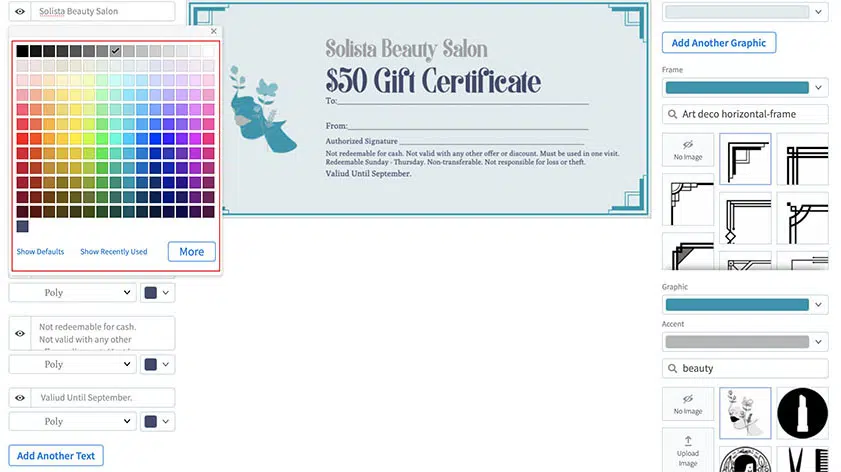 Solista Beauty Salon
Show Defaults
Show Recently Used
More
Poly
Not redeemable for cash.
Not valid with any other
Poly
Valiud Until September.
Poly
Add Another Text
Solista Beauty Salon
$50 Gift Certificate
To:
From:
Authorized Signature
Not redeemable for cash. Not valid with any other offer or discount. Must be used in one visit.
Redeemable Sunday - Thursday. Non-transferable. Not responsible for loss or theft.
Valiud Until September.
Add Another Graphic
Frame
Art deco horizontal-frame
No Image
Graphic
Accent
beauty
No Image
Upload
Image